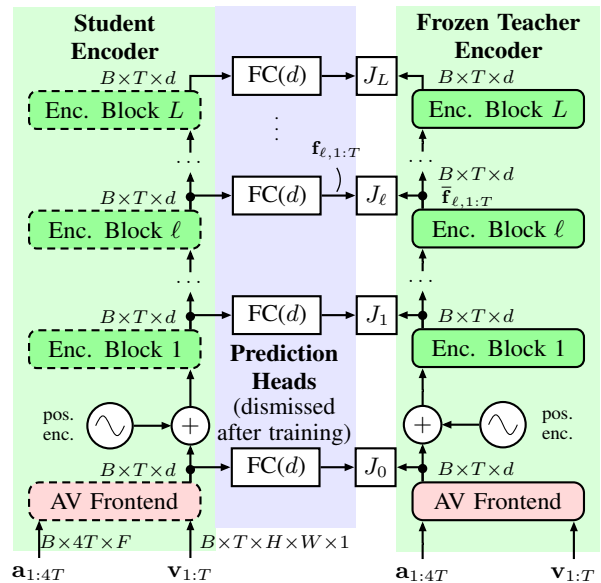 Student
Encoder
Frozen Teacher
Encoder
B×T×d
FC(d)
J_L
B×T×d
Enc. Block L
Enc. Block L
f_{ℓ,1:T}
B×T×d
FC(d)
J_ℓ
B×T×d
f̄_{ℓ,1:T}
Enc. Block ℓ
Enc. Block ℓ
B×T×d
FC(d)
J_1
B×T×d
Enc. Block 1
Enc. Block 1
Prediction
Heads
(dismissed
after training)
pos.
enc.
+
+
pos.
enc.
B×T×d
FC(d)
J_0
B×T×d
AV Frontend
AV Frontend
B×4T×F
B×T×H×W×1
a_{1:4T}
v_{1:T}
a_{1:4T}
v_{1:T}